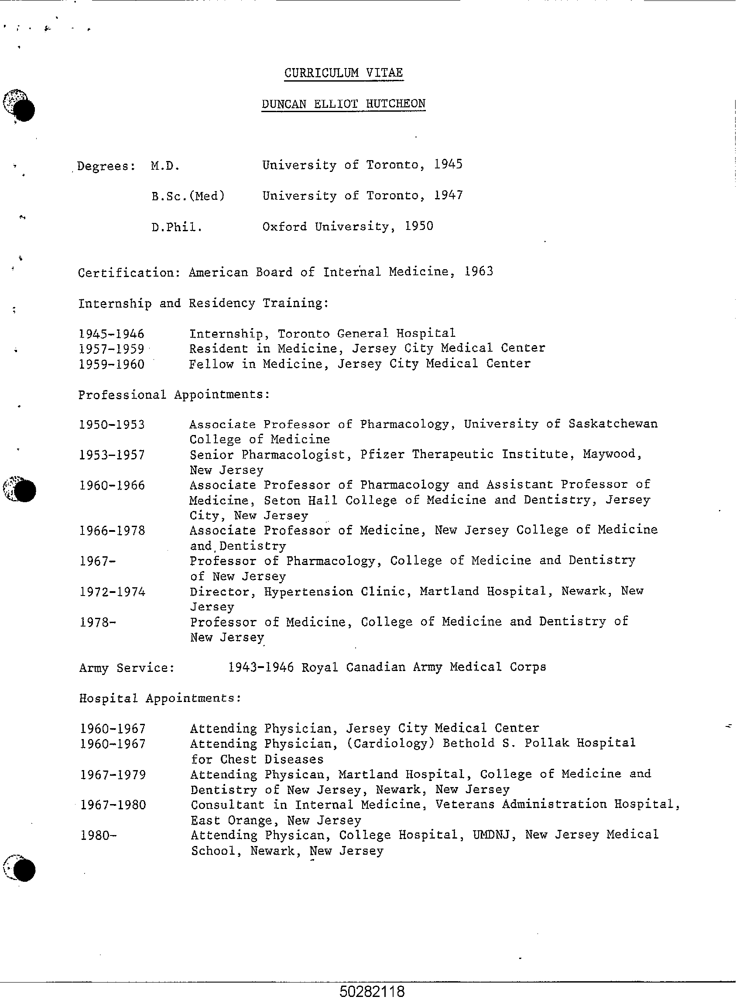 CURRICULUM VITAE
DUNCAN ELLIOT HUTCHEON
Degrees: M.D. University of Toronto, 1945
B.Sc.(Med) University of Toronto, 1947
D.Phil. Oxford University, 1950
Certification: American Board of Internal Medicine, 1963
Internship and Residency Training:
1945-1946 Internship, Toronto General Hospital
1957-1959 Resident in Medicine, Jersey City Medical Center
1959-1960 Fellow in Medicine, Jersey City Medical Center
Professional Appointments:
1950-1953 Associate Professor of Pharmacology, University of Saskatchewan
College of Medicine
1953-1957 Senior Pharmacologist, Pfizer Therapeutic Institute, Maywood,
New Jersey
1960-1966 Associate Professor of Pharmacology and Assistant Professor of
Medicine, Seton Hall College of Medicine and Dentistry, Jersey
City, New Jersey
1966-1978 Associate Professor of Medicine, New Jersey College of Medicine
and Dentistry
1967- Professor of Pharmacology, College of Medicine and Dentistry
of New Jersey
1972-1974 Director, Hypertension Clinic, Martland Hospital, Newark, New
Jersey
1978- Professor of Medicine, College of Medicine and Dentistry of
New Jersey
Army Service: 1943-1946 Royal Canadian Army Medical Corps
Hospital Appointments:
1960-1967 Attending Physician, Jersey City Medical Center
1960-1967 Attending Physician, (Cardiology) Bethold S. Pollak Hospital
for Chest Diseases
1967-1979 Attending Physican, Martland Hospital, College of Medicine and
Dentistry of New Jersey, Newark, New Jersey
1967-1980 Consultant in Internal Medicine, Veterans Administration Hospital,
East Orange, New Jersey
1980- Attending Physican, College Hospital, UMDNJ, New Jersey Medical
School, Newark, New Jersey
50282118